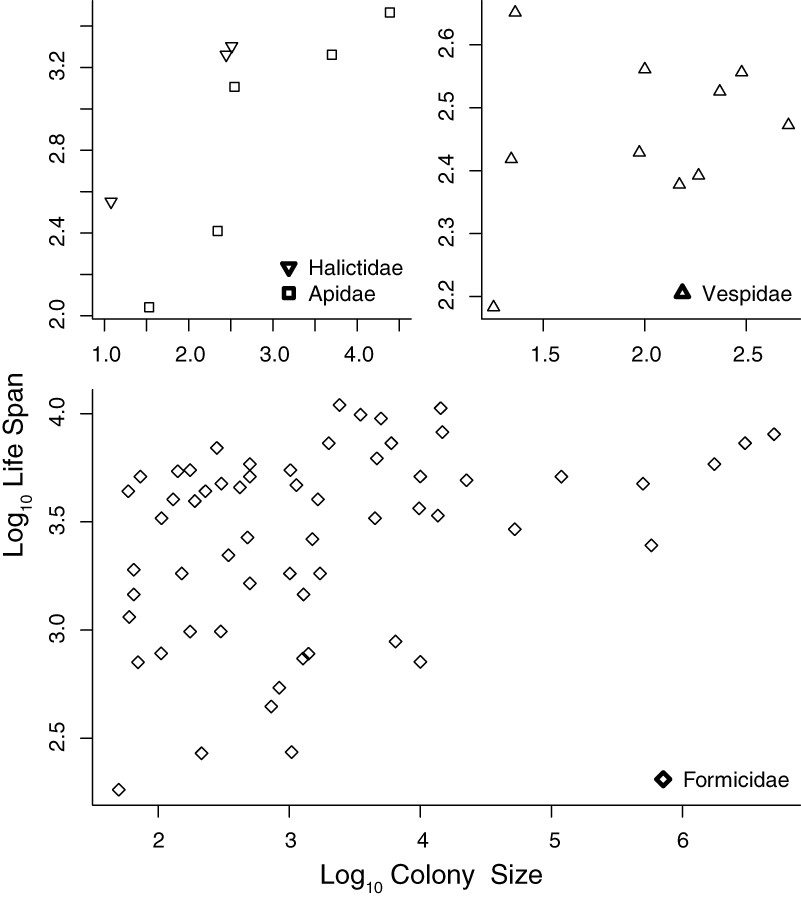 3.2
2.8
2.4
2.0
1.0 2.0 3.0 4.0
Halictidae
Apidae
2.6
2.5
2.4
2.3
2.2
1.5 2.0 2.5
Vespidae
Log10 Life Span
4.0
3.5
3.0
2.5
2 3 4 5 6
Formicidae
Log10 Colony Size